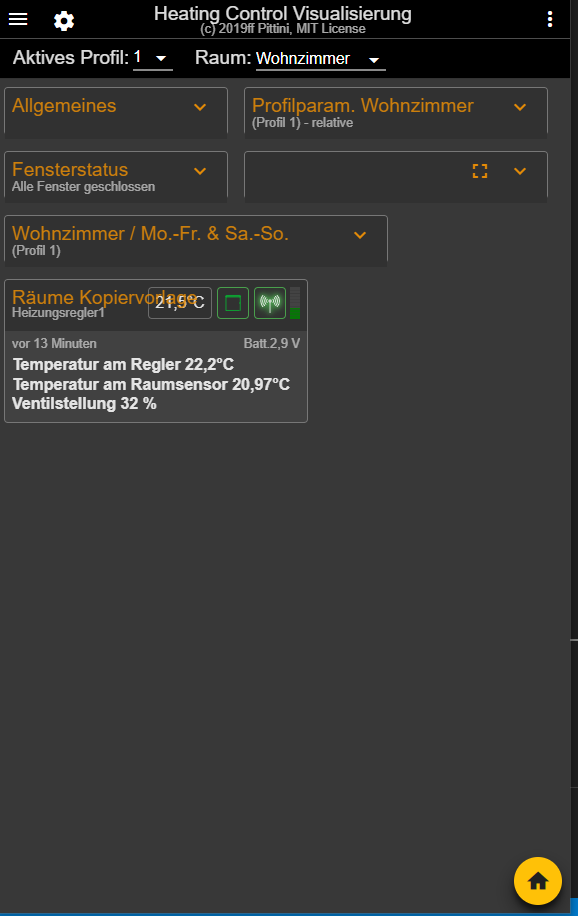 Heating Control Visualisierung
(c) 2019ff Pittini, MIT License
Aktives Profil: 1 Raum: Wohnzimmer
Allgemeines
Profilparam. Wohnzimmer
(Profil 1) - relative
Fensterstatus
Alle Fenster geschlossen
Wohnzimmer / Mo.-Fr. & Sa.-So.
(Profil 1)
Räume Kopiervorlage
21,5°C
Heizungsregler1
vor 13 Minuten Batt.2,9 V
Temperatur am Regler 22,2°C
Temperatur am Raumsensor 20,97°C
Ventilstellung 32 %